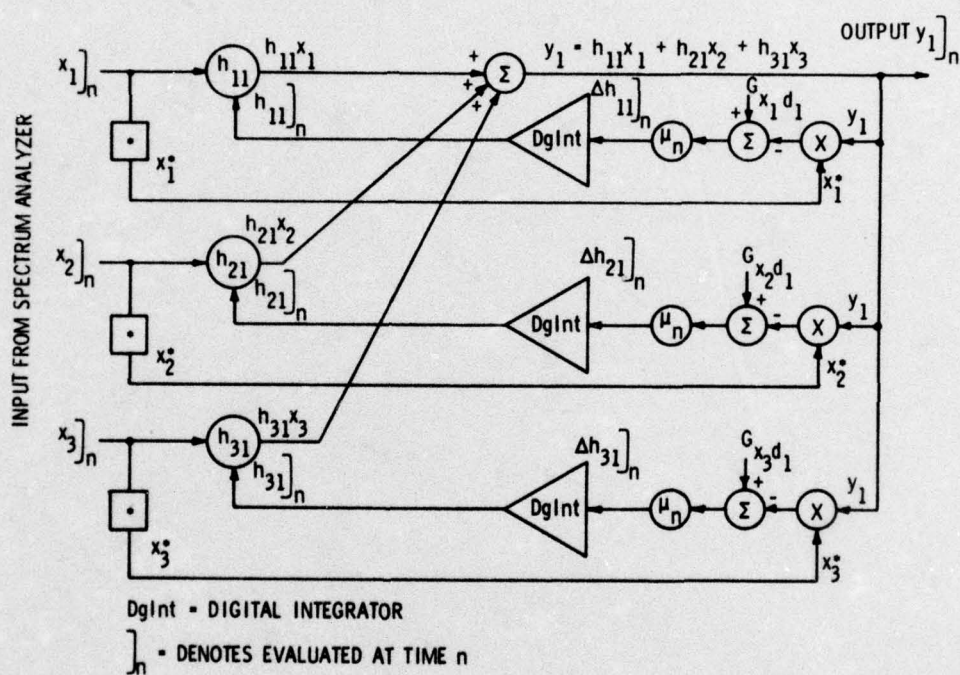 INPUT FROM SPECTRUM ANALYZER
OUTPUT y₁]ₙ
x₁]ₙ
h₁₁
h₁₁x₁
h₁₁]ₙ
+
+
+
Σ
y₁ = h₁₁x₁ + h₂₁x₂ + h₃₁x₃
x₁*
DgInt
Δh₁₁]ₙ
μₙ
Σ
+
-
G x₁d₁
X
y₁
x₁*
x₂]ₙ
h₂₁
h₂₁x₂
h₂₁]ₙ
x₂*
DgInt
Δh₂₁]ₙ
μₙ
Σ
+
-
G x₂d₁
X
y₁
x₂*
x₃]ₙ
h₃₁
h₃₁x₃
h₃₁]ₙ
x₃*
DgInt
Δh₃₁]ₙ
μₙ
Σ
+
-
G x₃d₁
X
y₁
x₃*
DgInt = DIGITAL INTEGRATOR
]ₙ = DENOTES EVALUATED AT TIME n